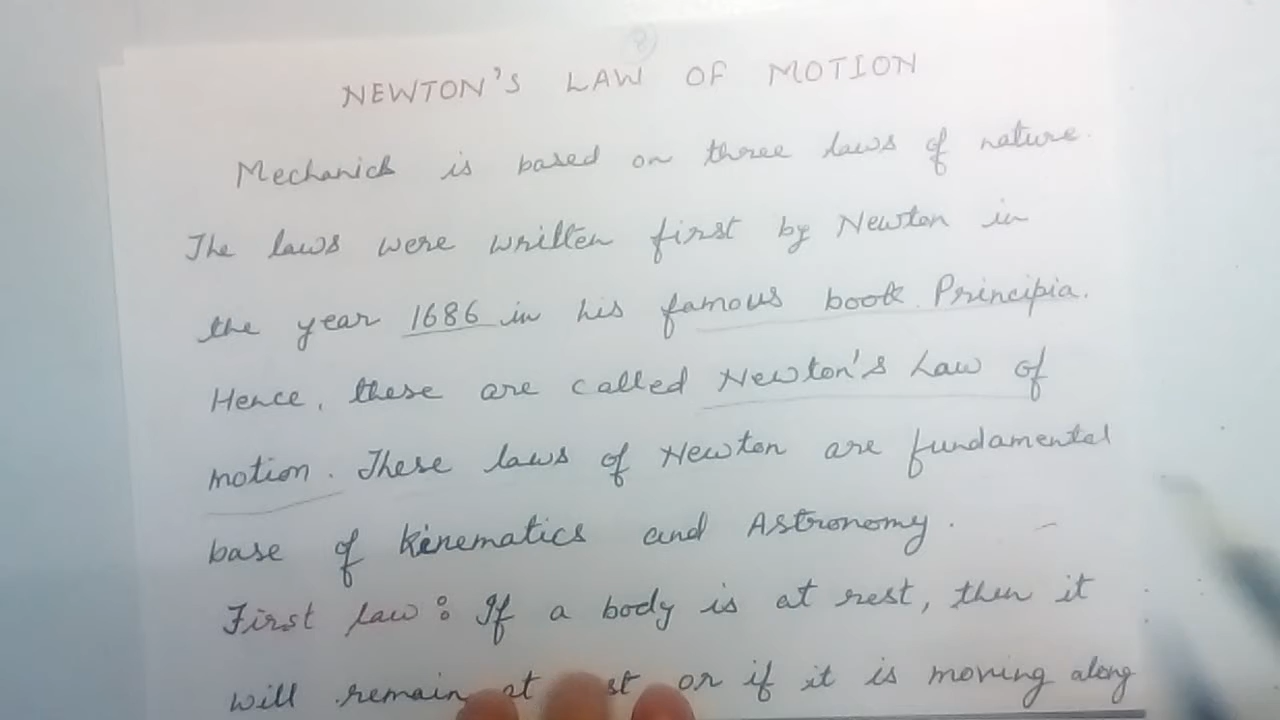 NEWTON'S LAW OF MOTION
Mechanics is based on three laws of nature.
The laws were written first by Newton in
the year 1686 in his famous book Principia.
Hence, these are called Newton's Law of
motion. These laws of Newton are fundamental
base of Kinematics and Astronomy.
First law: If a body is at rest, then it
will remain at or if it is moving along